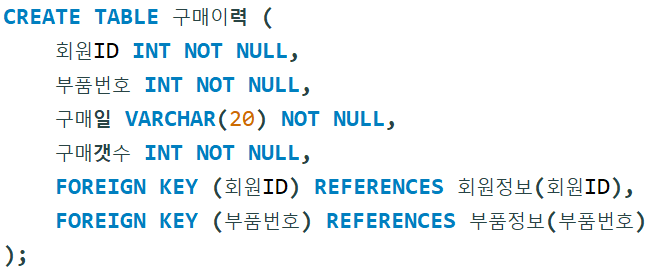 CREATE TABLE 구매이력 (
회원ID INT NOT NULL,
부품번호 INT NOT NULL,
구매일 VARCHAR(20) NOT NULL,
구매갯수 INT NOT NULL,
FOREIGN KEY (회원ID) REFERENCES 회원정보(회원ID),
FOREIGN KEY (부품번호) REFERENCES 부품정보(부품번호)
);